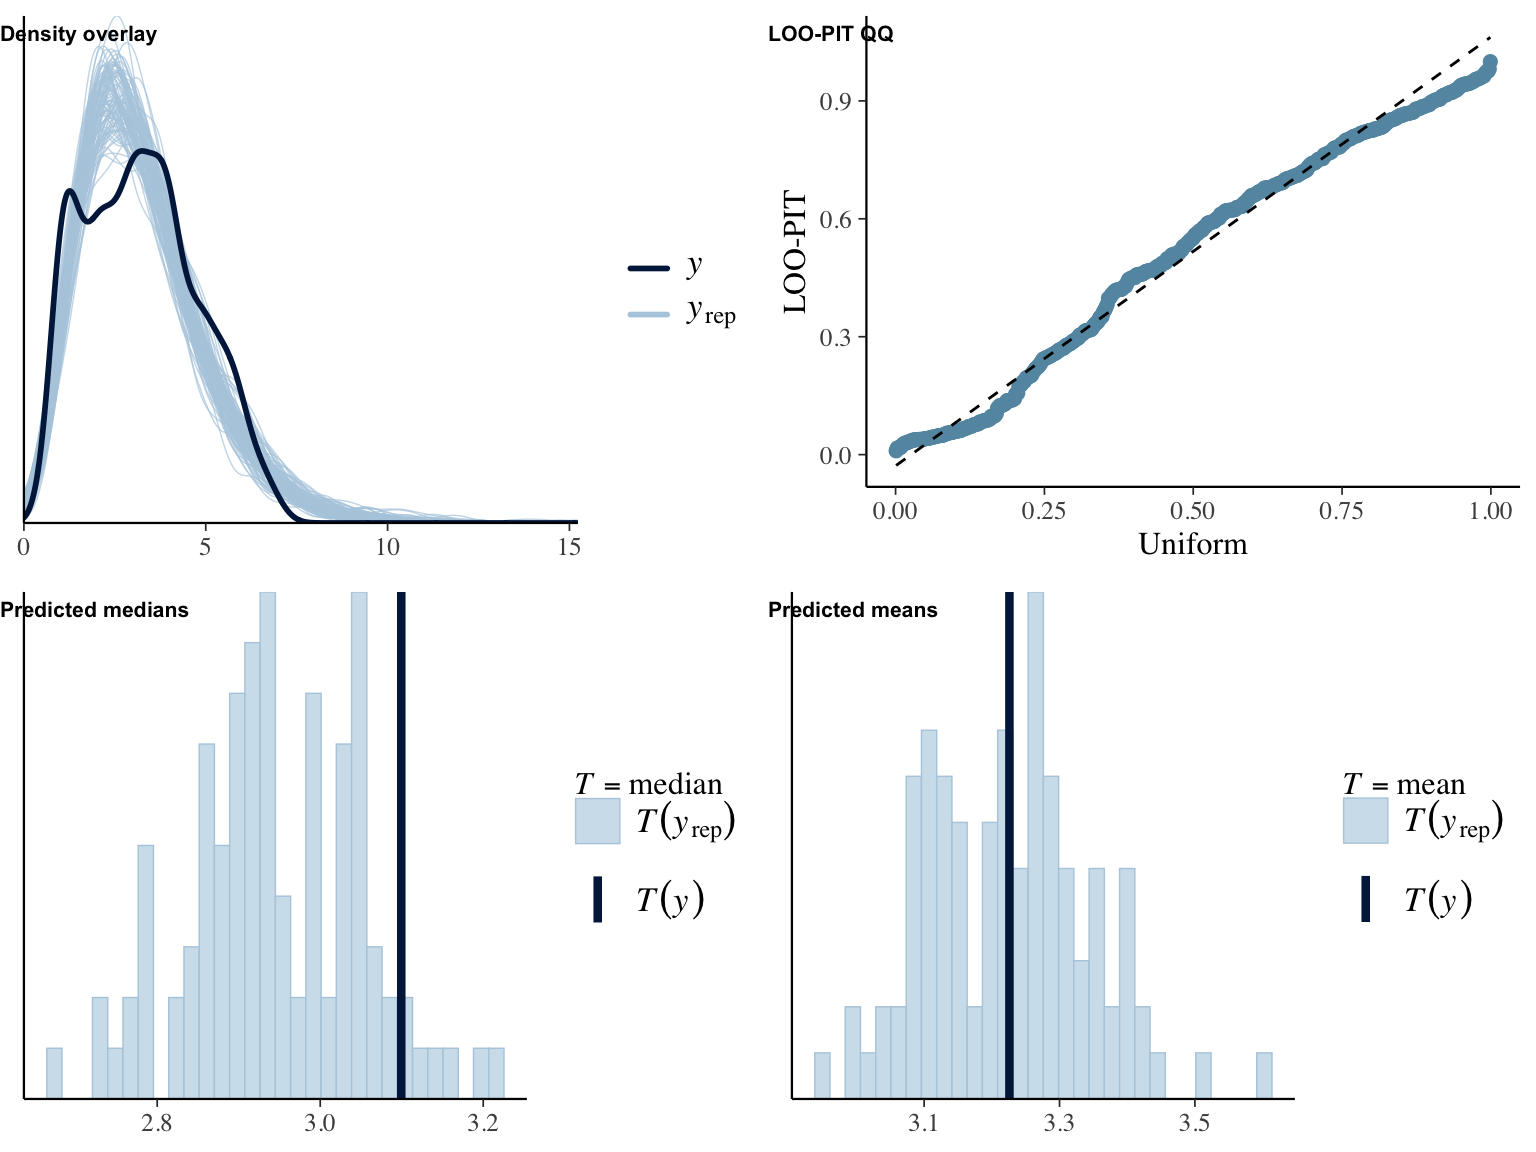 Density overlay
y
y rep
0 5 10 15
LOO-PIT QQ
LOO-PIT
0.9
0.6
0.3
0.0
0.00 0.25 0.50 0.75 1.00
Uniform
Predicted medians
T = median
T(y rep)
T(y)
2.8 3.0 3.2
Predicted means
T = mean
T(y rep)
T(y)
3.1 3.3 3.5